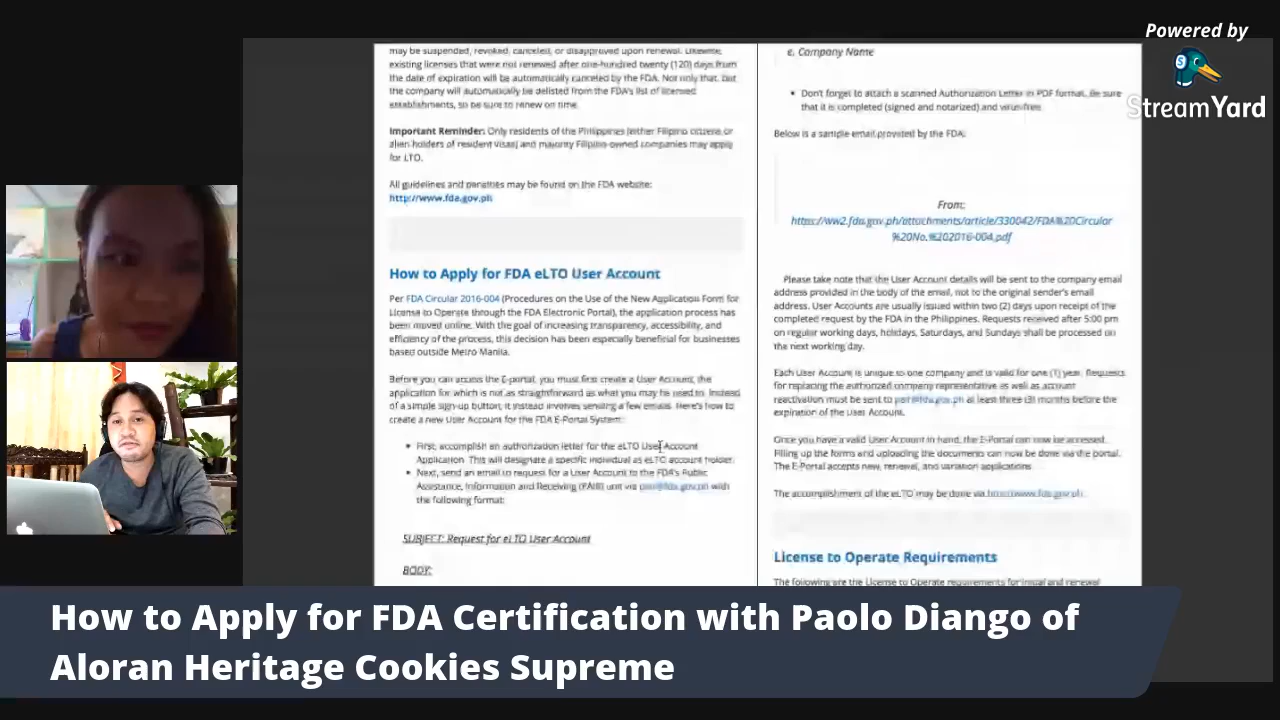 Powered by
StreamYard
may be suspended, revoked, canceled, or disapproved upon renewal. Likewise,
existing licenses that were not renewed after one-hundred twenty (120) days from
the date of expiration will be automatically canceled by the FDA. Not only that, but
the company will automatically be delisted from the FDA's list of licensed
establishments, so be sure to renew on time.
Important Reminder: Only residents of the Philippines (either Filipino citizens or
alien holders of resident visas) and majority Filipino-owned companies may apply
for LTO.
All guidelines and penalties may be found on the FDA website:
http://www.fda.gov.ph
How to Apply for FDA eLTO User Account
Per FDA Circular 2016-004 (Procedures on the Use of the New Application Form for
License to Operate through the FDA Electronic Portal), the application process has
been moved online. With the goal of increasing transparency, accessibility, and
efficiency of the process, this decision has been especially beneficial for businesses
based outside Metro Manila.
Before you can access the E-portal, you must first create a User Account, the
application for which is not as straightforward as what you may be used to. Instead
of a simple sign-up button, it instead involves sending a few emails. Here's how to
create a new User Account for the FDA E-Portal System:
• First, accomplish an authorization letter for the eLTO User Account
Application. This will designate a specific individual as eLTO account holder.
• Next, send an email to request for a User Account to the FDA's Public
Assistance, Information and Receiving (PAIR) unit via pair@fda.gov.ph with
the following format:
SUBJECT: Request for eLTO User Account
BODY:
e. Company Name
• Don't forget to attach a scanned Authorization Letter in PDF format. Be sure
that it is completed (signed and notarized) and virus-free.
Below is a sample email provided by the FDA:
From:
https://ww2.fda.gov.ph/attachments/article/330042/FDA%20Circular
%20No.%202016-004.pdf
Please take note that the User Account details will be sent to the company email
address provided in the body of the email, not to the original sender's email
address. User Accounts are usually issued within two (2) days upon receipt of the
completed request by the FDA in the Philippines. Requests received after 5:00 pm
on regular working days, holidays, Saturdays, and Sundays shall be processed on
the next working day.
Each User Account is unique to one company and is valid for one (1) year. Requests
for replacing the authorized company representative as well as account
reactivation must be sent to pair@fda.gov.ph at least three (3) months before the
expiration of the User Account.
Once you have a valid User Account in hand, the E-Portal can now be accessed.
Filling up the forms and uploading the documents can now be done via the portal.
The E-Portal accepts new, renewal, and variation applications.
The accomplishment of the eLTO may be done via http://www.fda.gov.ph.
License to Operate Requirements
The following are the License to Operate requirements for initial and renewal
How to Apply for FDA Certification with Paolo Diango of
Aloran Heritage Cookies Supreme